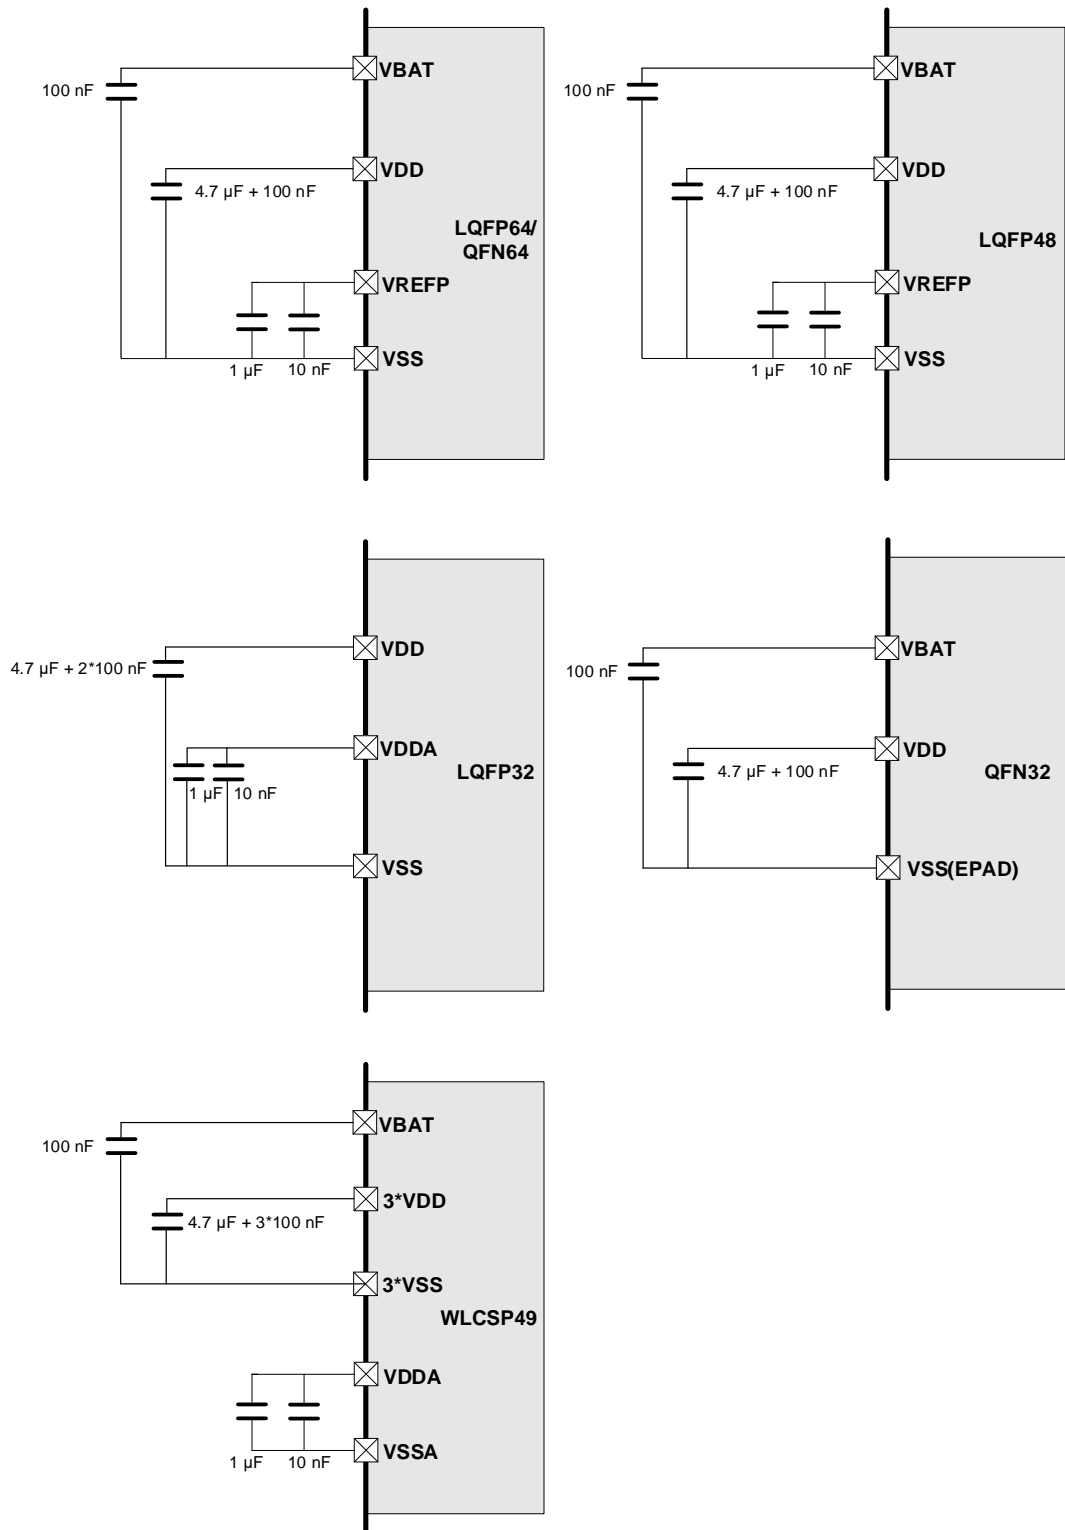 VBAT
100 nF
VDD
4.7 µF + 100 nF
LQFP64/
QFN64
VREFP
VSS
1 µF
10 nF
VBAT
100 nF
VDD
4.7 µF + 100 nF
LQFP48
VREFP
VSS
1 µF
10 nF
VDD
4.7 µF + 2*100 nF
VDDA
LQFP32
1 µF
10 nF
VSS
VBAT
100 nF
VDD
4.7 µF + 100 nF
QFN32
VSS(EPAD)
VBAT
100 nF
3*VDD
4.7 µF + 3*100 nF
3*VSS
WLCSP49
VDDA
VSSA
1 µF
10 nF